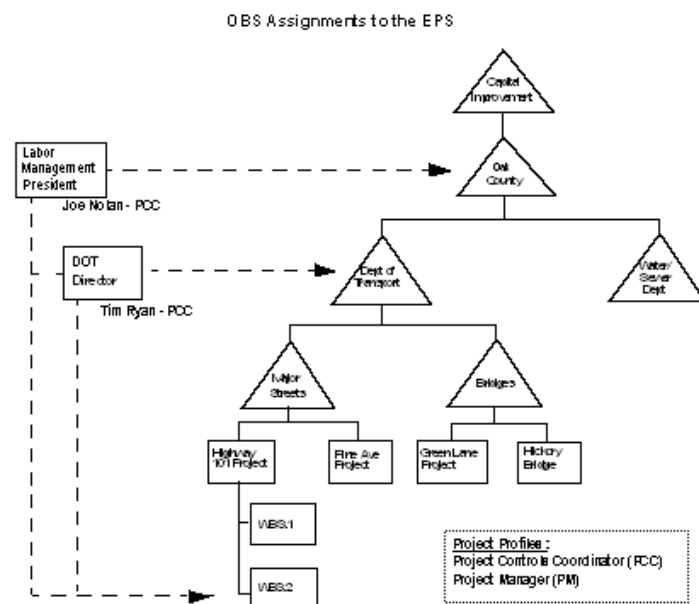 OBS Assignments to the EPS
Capital
Improvement
Labor
Management
President
Joe Nolan - PCC
Oak
County
DOT
Director
Tim Ryan - PCC
Dept of
Transport
Water/
Sewer
Dept
Major
Streets
Bridges
Highway
101 Project
Pine Ave
Project
Green Lane
Project
Hickory
Bridge
WBS.1
WBS.2
Project Profiles :
Project Controls Coordinator (PCC)
Project Manager (PM)